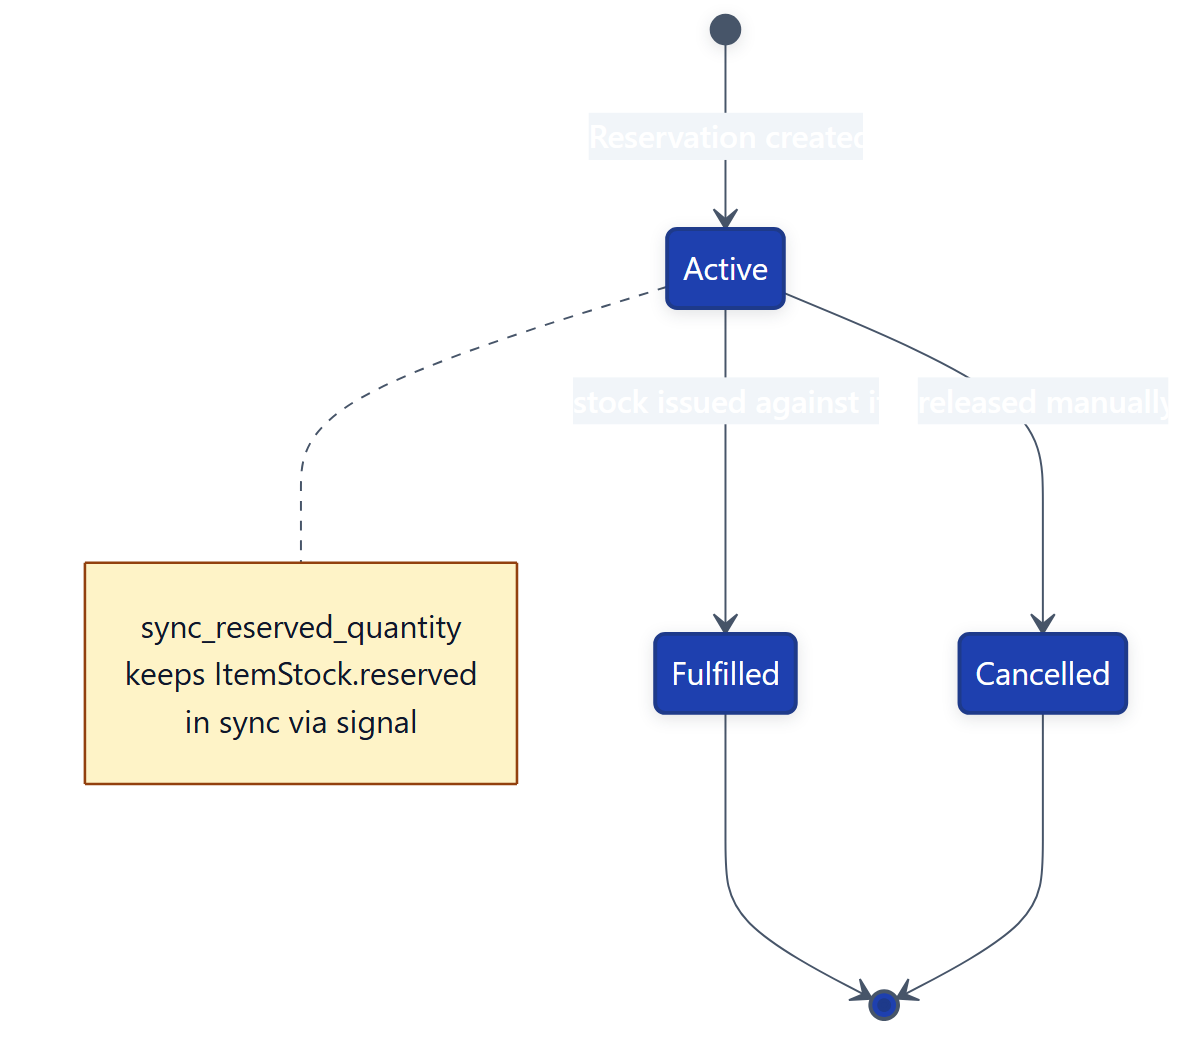 Reservation created
Active
stock issued against it
released manually
sync_reserved_quantity
keeps ItemStock.reserved
in sync via signal
Fulfilled
Cancelled